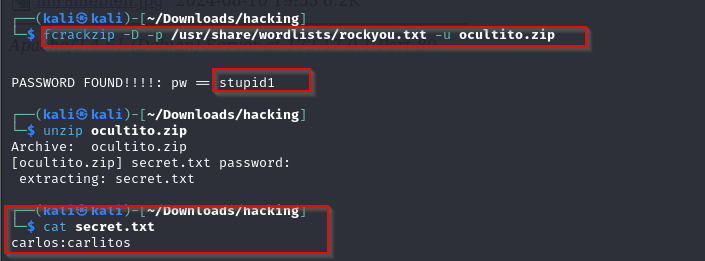 ┌──(kali㉿kali)-[~/Downloads/hacking]
└─$ fcrackzip -D -p /usr/share/wordlists/rockyou.txt -u ocultito.zip
PASSWORD FOUND!!!!: pw == stupid1
┌──(kali㉿kali)-[~/Downloads/hacking]
└─$ unzip ocultito.zip
Archive:  ocultito.zip
[ocultito.zip] secret.txt password:
 extracting: secret.txt
┌──(kali㉿kali)-[~/Downloads/hacking]
└─$ cat secret.txt
carlos:carlitos